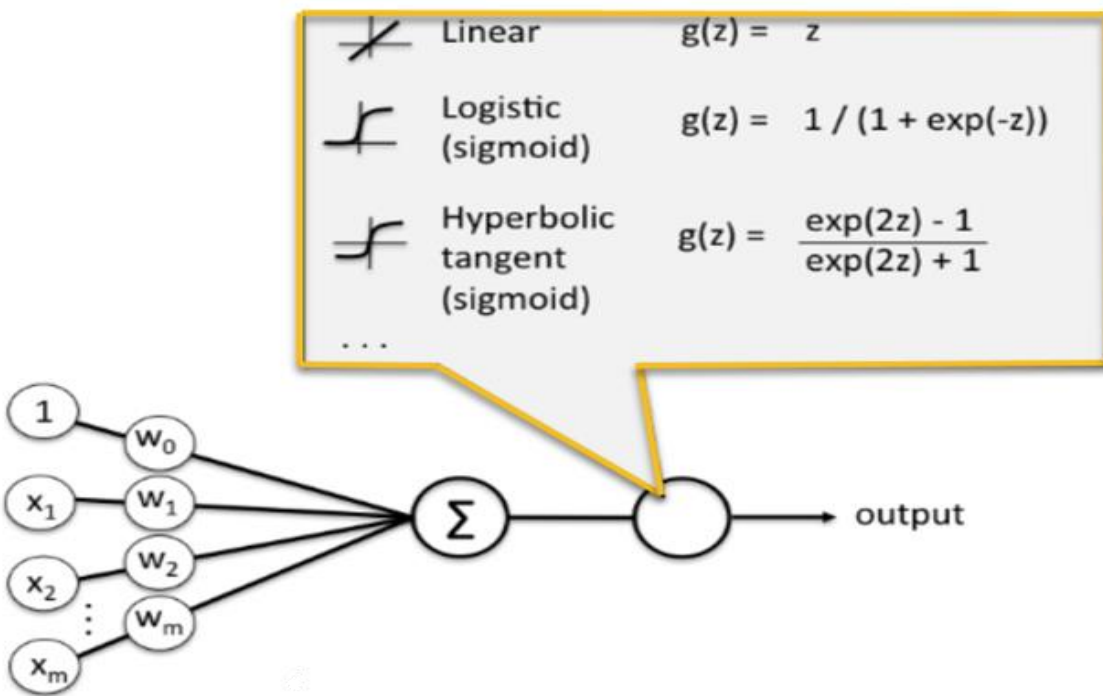 Linear g(z) = z
Logistic g(z) = 1 / (1 + exp(-z))
(sigmoid)
Hyperbolic g(z) = exp(2z) - 1
tangent exp(2z) + 1
(sigmoid)
. . .
1
w₀
x₁ w₁
x₂ w₂
⋮ wₘ
xₘ
Σ
output